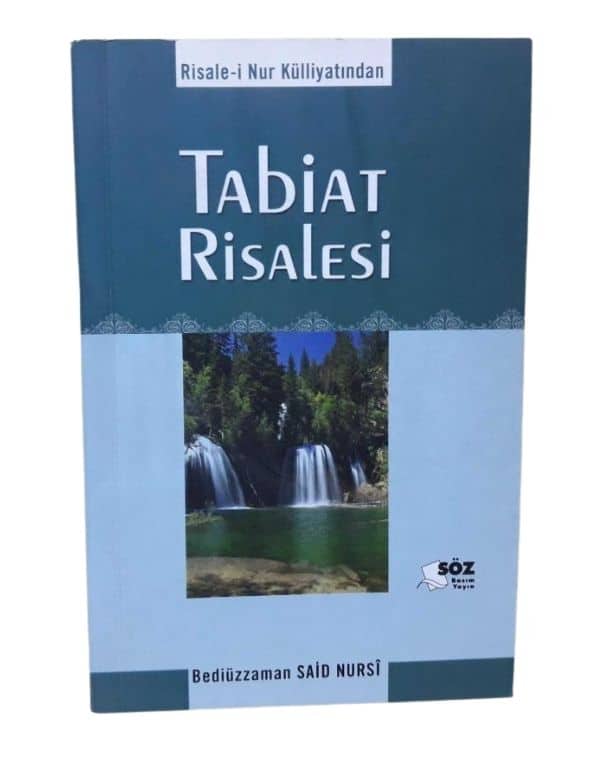 Risale-i Nur Külliyatından
TAbiAT
RisAlesi
SÖZ
Basım
Yayın
Bediüzzaman SAİD NURSÎ